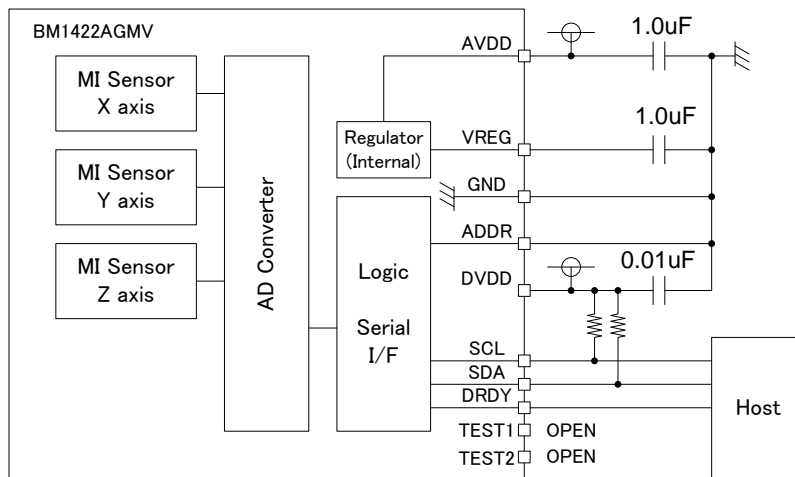 BM1422AGMV
MI Sensor
X axis
MI Sensor
Y axis
MI Sensor
Z axis
AD Converter
Regulator
(Internal)
Logic
Serial
I/F
AVDD
VREG
GND
ADDR
DVDD
SCL
SDA
DRDY
TEST1
OPEN
TEST2
OPEN
1.0uF
1.0uF
0.01uF
Host